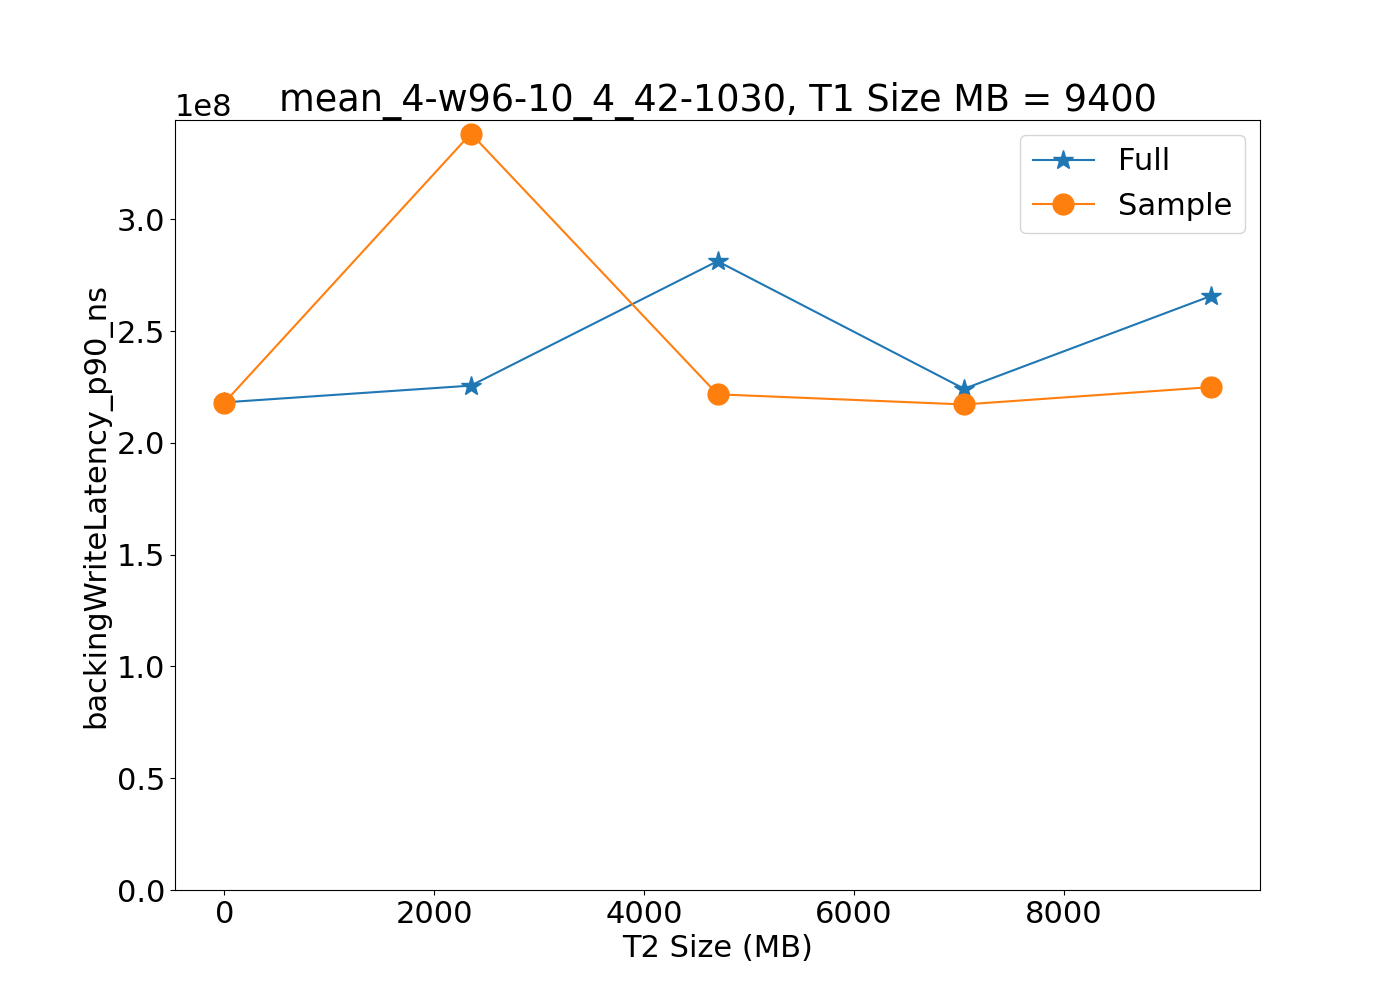 mean_4-w96-10_4_42-1030, T1 Size MB = 9400
1e8
Full
Sample
3.0
2.5
2.0
1.5
1.0
0.5
0.0
backingWriteLatency_p90_ns
0 2000 4000 6000 8000
T2 Size (MB)